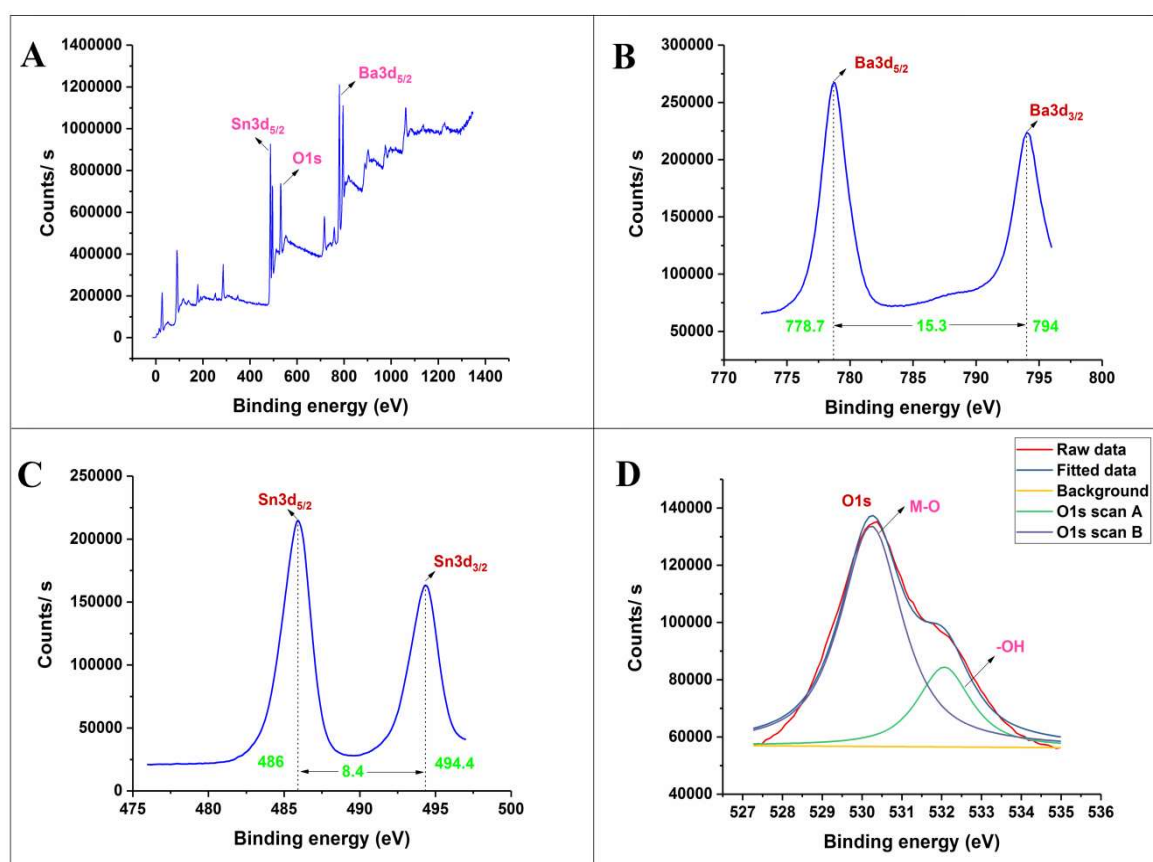 A
Counts/ s
1400000
1200000
1000000
800000
600000
400000
200000
0
Sn3d5/2
O1s
Ba3d5/2
0 200 400 600 800 1000 1200 1400
Binding energy (eV)
B
Counts/ s
300000
250000
200000
150000
100000
50000
Ba3d5/2
Ba3d3/2
778.7 15.3 794
770 775 780 785 790 795 800
Binding energy (eV)
C
Counts/ s
250000
200000
150000
100000
50000
0
Sn3d5/2
Sn3d3/2
486 8.4 494.4
475 480 485 490 495 500
Binding energy (eV)
D
Raw data
Fitted data
Background
O1s scan A
O1s scan B
Counts/ s
140000
120000
100000
80000
60000
40000
O1s
M-O
-OH
527 528 529 530 531 532 533 534 535 536
Binding energy (eV)